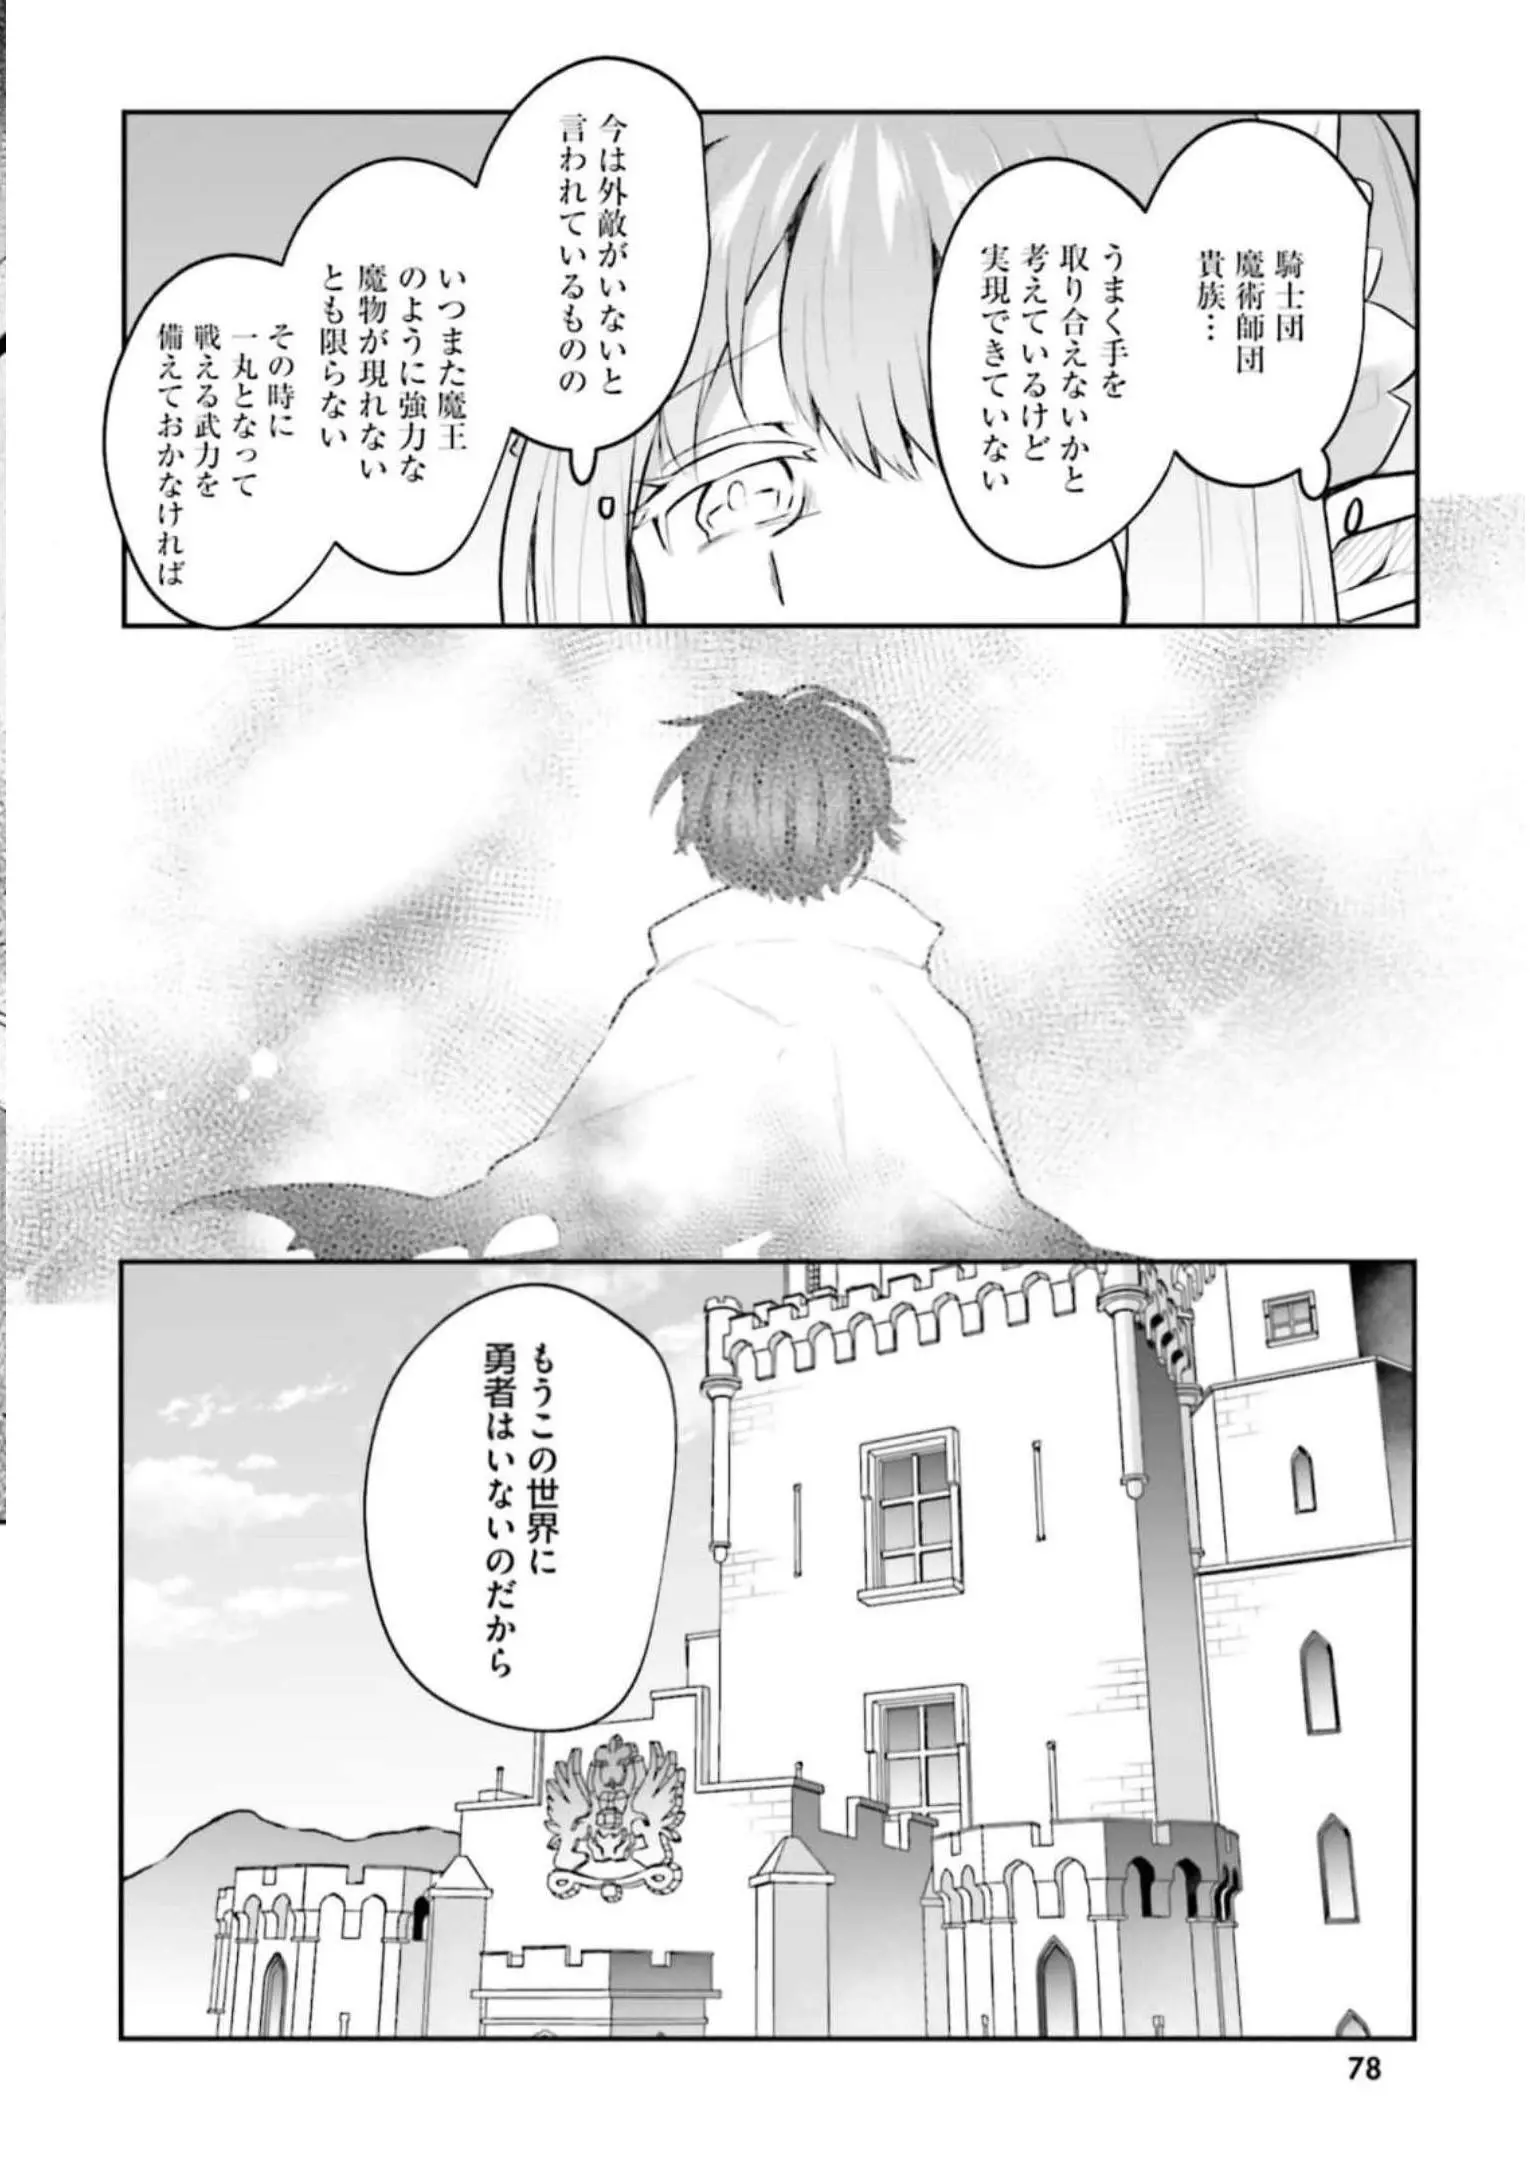 騎士団
魔術師団
貴族…
うまく手を
取り合えないかと
考えているけど
実現できていない
今は外敵がいないと
言われているものの
いつまた魔王
のように強力な
魔物が現れない
とも限らない
その時に
一丸となって
戦える武力を
備えておかなければ
もうこの世界に
勇者はいないのだから
78